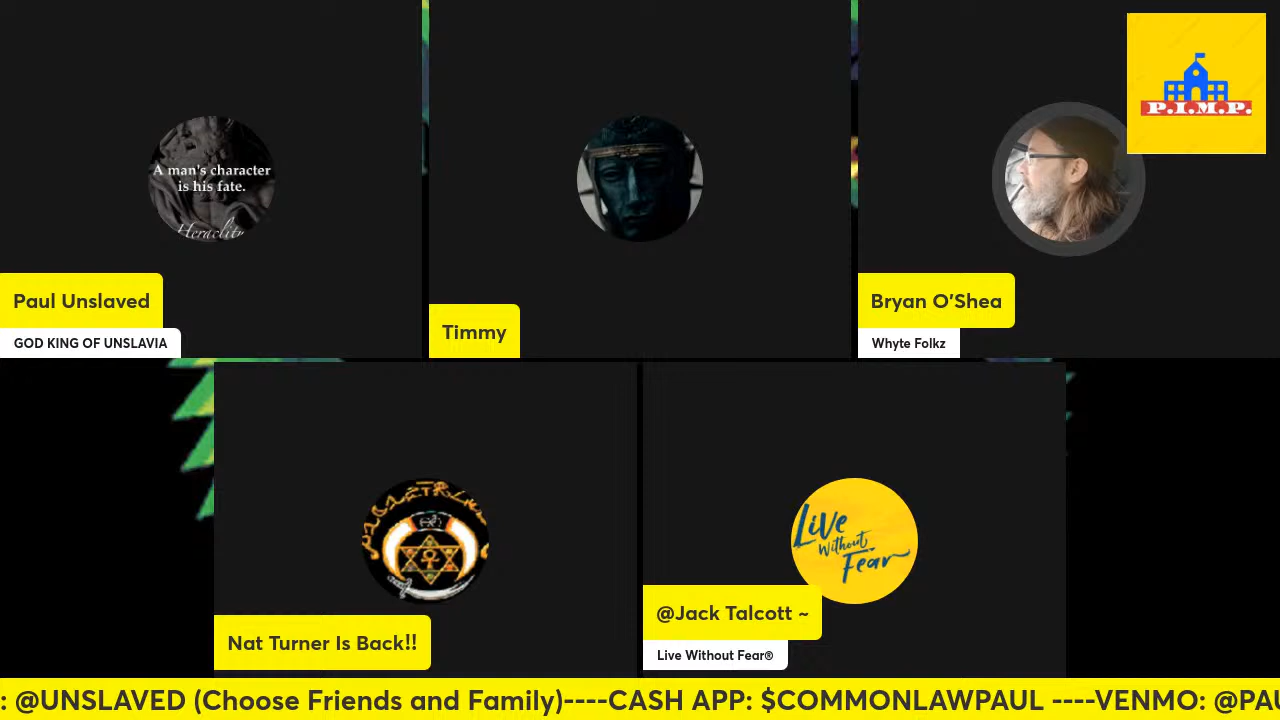 A man's character
is his fate.
Heraclitv
Paul Unslaved
GOD KING OF UNSLAVIA
Timmy
P.I.M.P.
Bryan O'Shea
Whyte Folkz
Nat Turner Is Back!!
Live
Without
Fear
@Jack Talcott ~
Live Without Fear®
: @UNSLAVED (Choose Friends and Family)----CASH APP: $COMMONLAWPAUL ----VENMO: @PAU